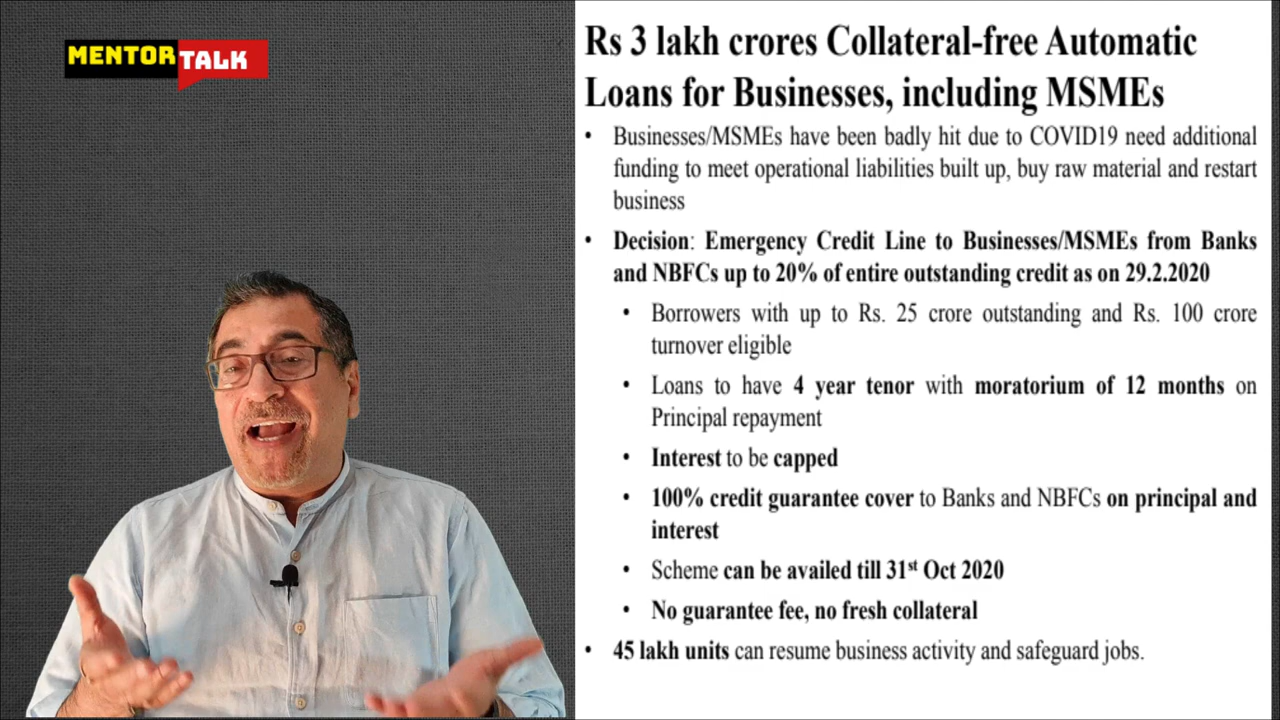 MENTOR TALK
Rs 3 lakh crores Collateral-free Automatic
Loans for Businesses, including MSMEs
• Businesses/MSMEs have been badly hit due to COVID19 need additional
funding to meet operational liabilities built up, buy raw material and restart
business
• Decision: Emergency Credit Line to Businesses/MSMEs from Banks
and NBFCs up to 20% of entire outstanding credit as on 29.2.2020
• Borrowers with up to Rs. 25 crore outstanding and Rs. 100 crore
turnover eligible
• Loans to have 4 year tenor with moratorium of 12 months on
Principal repayment
• Interest to be capped
• 100% credit guarantee cover to Banks and NBFCs on principal and
interest
• Scheme can be availed till 31st Oct 2020
• No guarantee fee, no fresh collateral
• 45 lakh units can resume business activity and safeguard jobs.